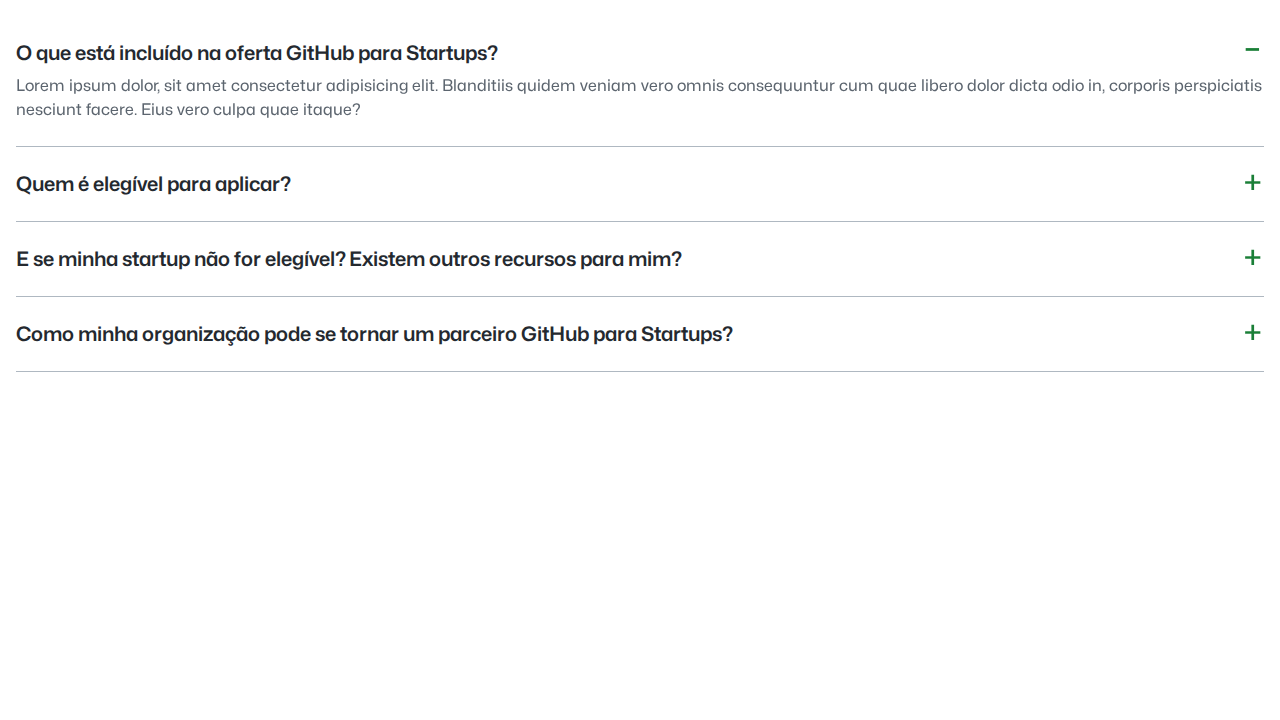 O que está incluído na oferta GitHub para Startups?
Lorem ipsum dolor, sit amet consectetur adipisicing elit. Blanditiis quidem veniam vero omnis consequuntur cum quae libero dolor dicta odio in, corporis perspiciatis
nesciunt facere. Eius vero culpa quae itaque?
Quem é elegível para aplicar?
E se minha startup não for elegível? Existem outros recursos para mim?
Como minha organização pode se tornar um parceiro GitHub para Startups?